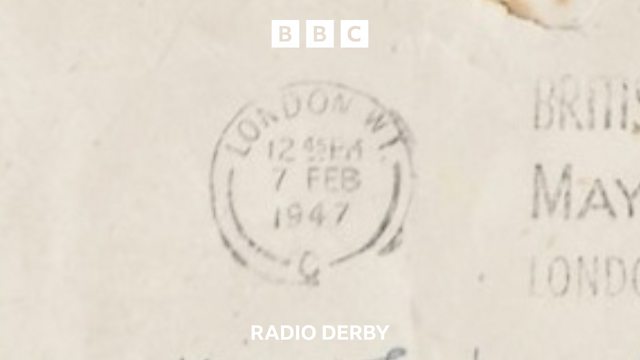 BBC
LONDON W1.
12 45 PM
7 FEB
1947
C
BRITIS
MAY
LONDO
RADIO DERBY